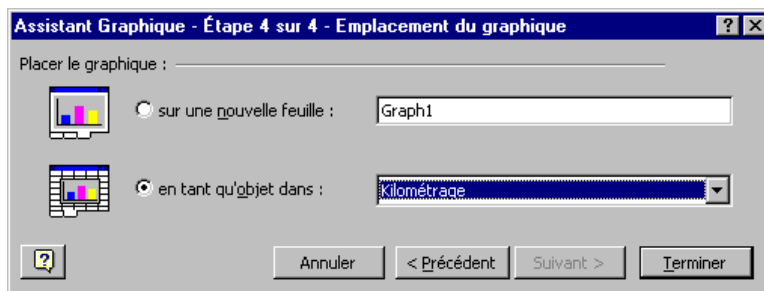 Assistant Graphique - Étape 4 sur 4 - Emplacement du graphique
Placer le graphique :
sur une nouvelle feuille : Graph1
en tant qu'objet dans : Kilométrage
Annuler < Précédent Suivant > Terminer